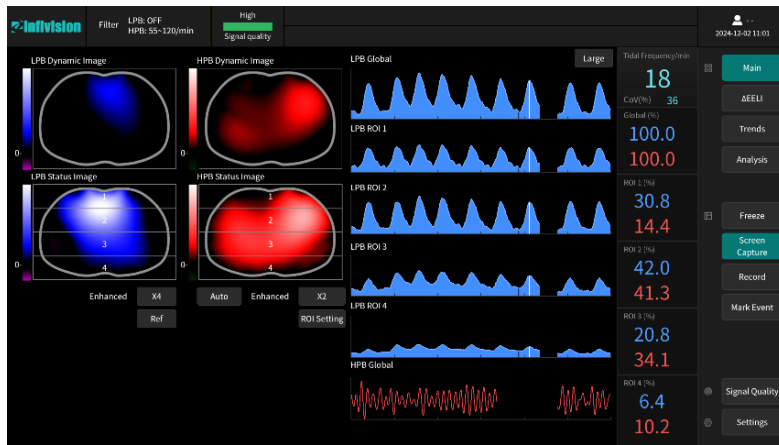 Infivision
Filter
LPB: OFF
HPB: 55~120/min
High
Signal quality
--
2024-12-02 11:01
LPB Dynamic Image
HPB Dynamic Image
0-
0-
LPB Status Image
HPB Status Image
1
2
3
4
1
2
3
4
0-
0-
Enhanced
X4
Auto
Enhanced
X2
Ref
ROI Setting
LPB Global
Large
LPB ROI 1
LPB ROI 2
LPB ROI 3
LPB ROI 4
HPB Global
Tidal Frequency/min
18
CoV(%) 36
Global (%)
100.0
100.0
ROI 1 (%)
30.8
14.4
ROI 2 (%)
42.0
41.3
ROI 3 (%)
20.8
34.1
ROI 4 (%)
6.4
10.2
Main
ΔEELI
Trends
Analysis
Freeze
Screen
Capture
Record
Mark Event
Signal Quality
Settings